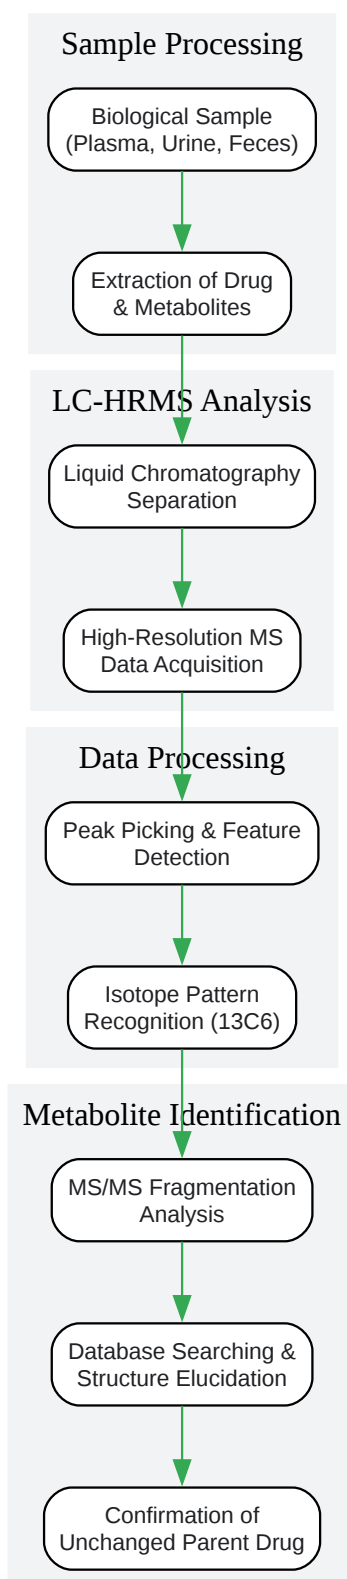 Sample Processing
Biological Sample
(Plasma, Urine, Feces)
Extraction of Drug
& Metabolites
LC-HRMS Analysis
Liquid Chromatography
Separation
High-Resolution MS
Data Acquisition
Data Processing
Peak Picking & Feature
Detection
Isotope Pattern
Recognition (13C6)
Metabolite Identification
MS/MS Fragmentation
Analysis
Database Searching &
Structure Elucidation
Confirmation of
Unchanged Parent Drug